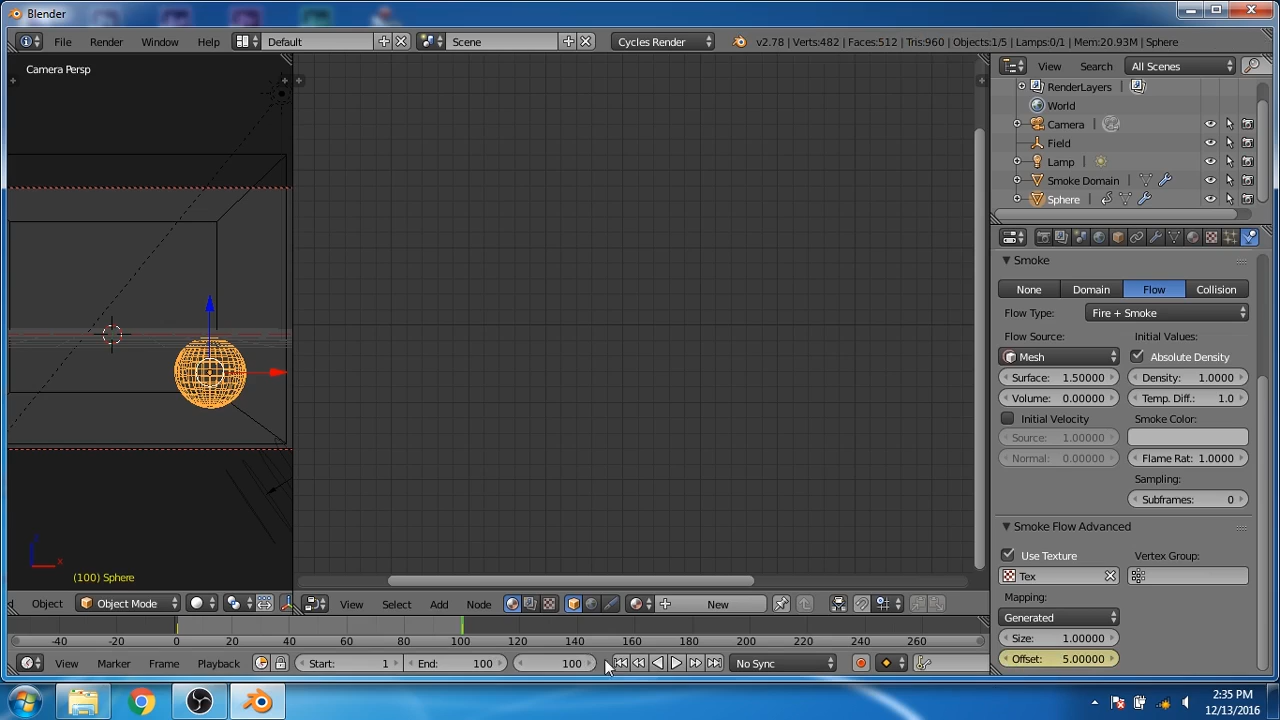 Blender
File Render Window Help Default Scene Cycles Render v2.78 | Verts:482 | Faces:512 | Tris:960 | Objects:1/5 | Lamps:0/1 | Mem:20.93M | Sphere
Camera Persp
View Search All Scenes
RenderLayers
World
Camera
Field
Lamp
Smoke Domain
Sphere
Smoke
None Domain Flow Collision
Flow Type: Fire + Smoke
Flow Source: Initial Values:
Mesh Absolute Density
Surface: 1.50000 Density: 1.0000
Volume: 0.00000 Temp. Diff.: 1.0
Initial Velocity Smoke Color:
Source: 1.00000
Normal: 0.00000 Flame Rat: 1.0000
Sampling:
Subframes: 0
Smoke Flow Advanced
Use Texture Vertex Group:
Tex
Mapping:
Generated
Size: 1.00000
Offset: 5.00000
z
x
(100) Sphere
Object Object Mode View Select Add Node New
-40 -20 0 20 40 60 80 100 120 140 160 180 200 220 240 260
View Marker Frame Playback Start: 1 End: 100 100 No Sync
2:35 PM
12/13/2016